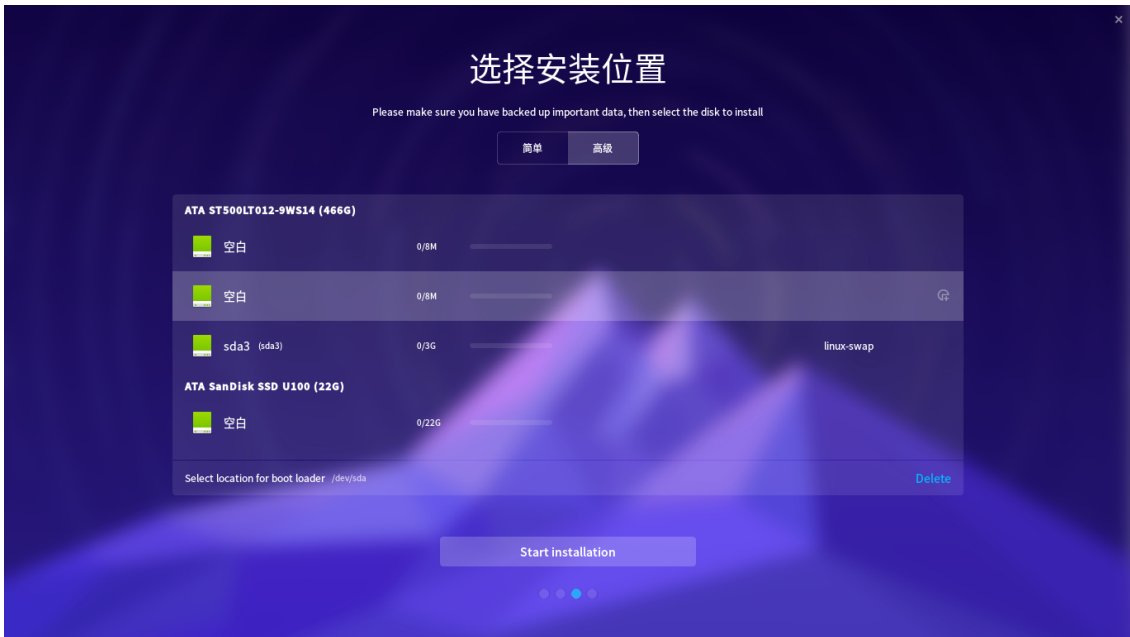 选择安装位置
Please make sure you have backed up important data, then select the disk to install
简单 高级
ATA ST500LT012-9WS14 (466G)
空白 0/8M
空白 0/8M
sda3 (sda3) 0/3G linux-swap
ATA SanDisk SSD U100 (22G)
空白 0/22G
Select location for boot loader /dev/sda Delete
Start installation